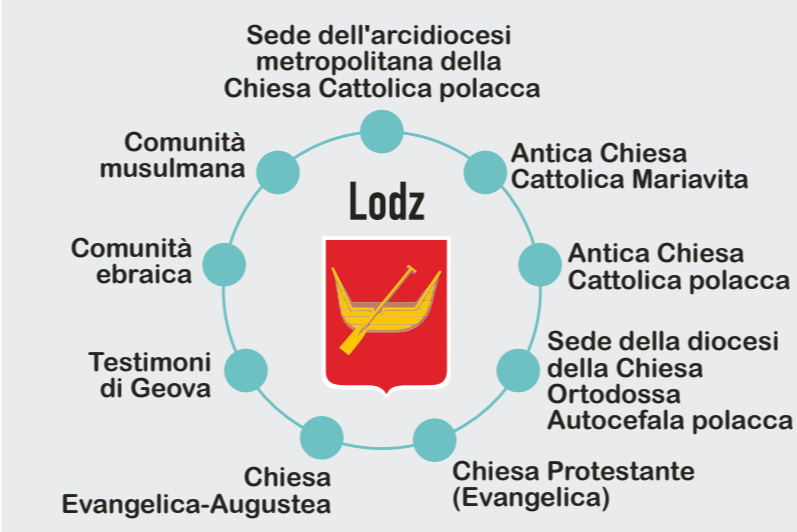 Sede dell'arcidiocesi
metropolitana della
Chiesa Cattolica polacca
Comunità
musulmana
Antica Chiesa
Cattolica Mariavita
Lodz
Comunità
ebraica
Antica Chiesa
Cattolica polacca
Testimoni
di Geova
Sede della diocesi
della Chiesa
Ortodossa
Autocefala polacca
Chiesa
Evangelica-Augustea
Chiesa Protestante
(Evangelica)